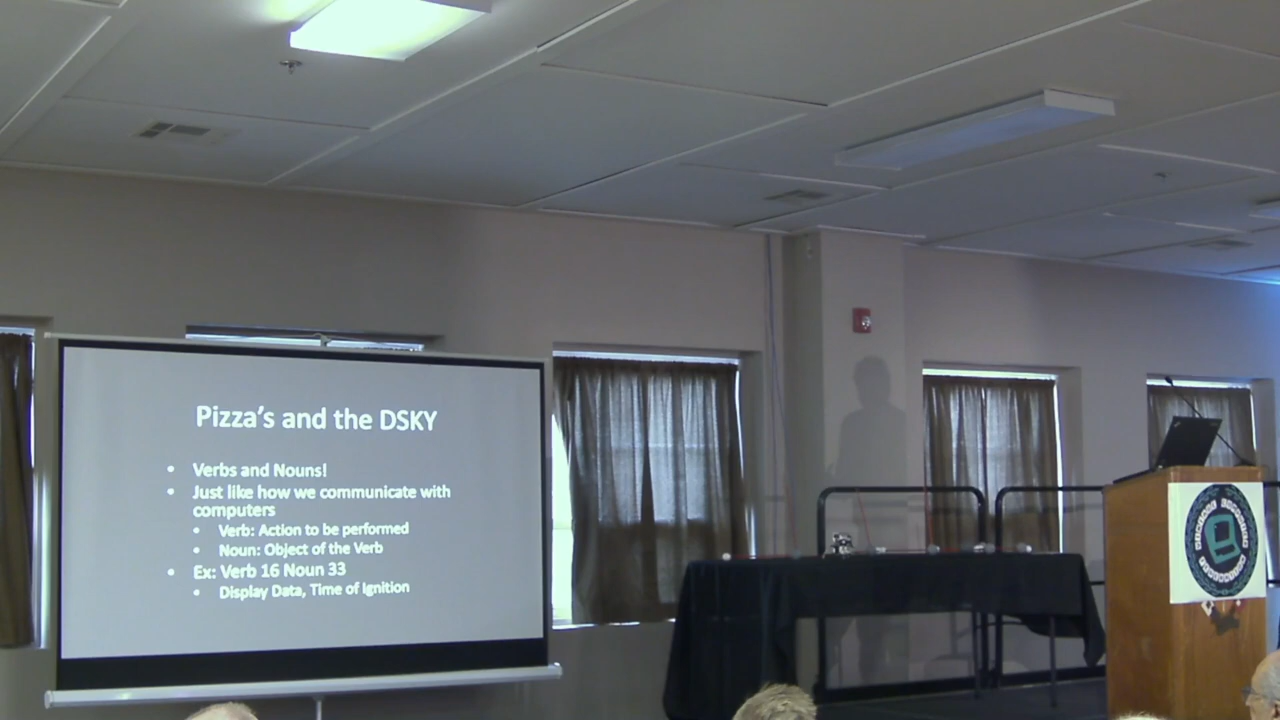 Pizza's and the DSKY
• Verbs and Nouns!
• Just like how we communicate with
computers
• Verb: Action to be performed
• Noun: Object of the Verb
• Ex: Verb 16 Noun 33
• Display Data, Time of Ignition